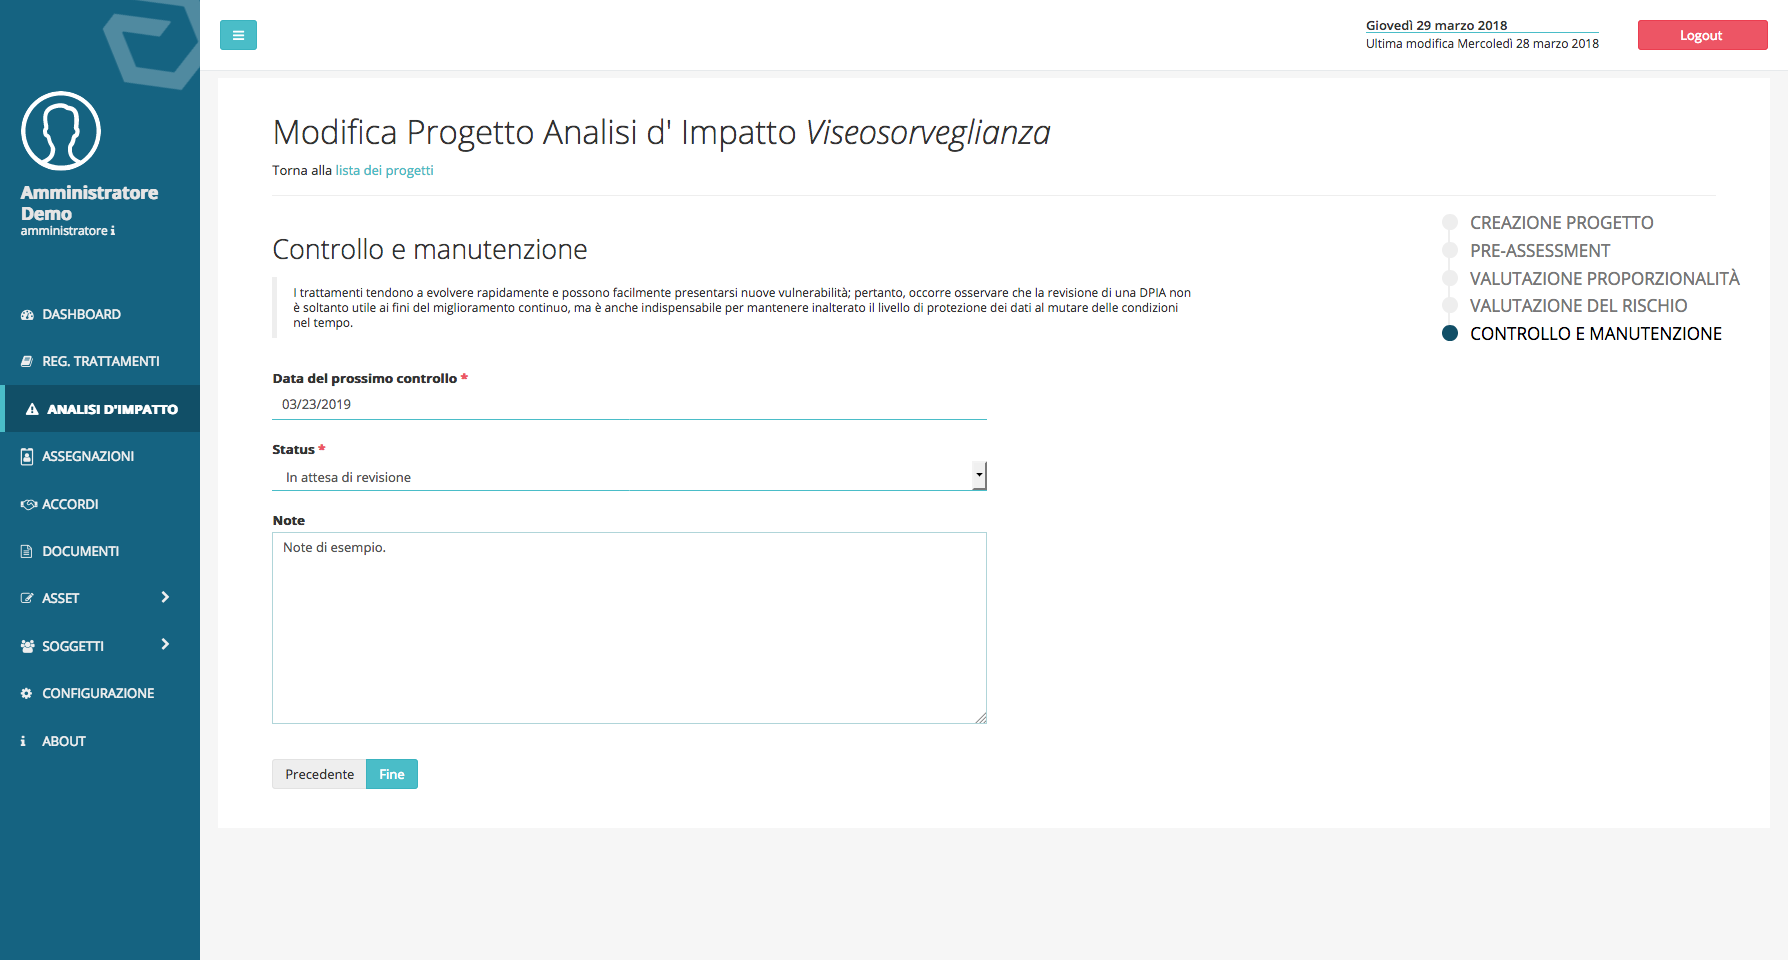 Giovedì 29 marzo 2018
Ultima modifica Mercoledì 28 marzo 2018
Logout
Amministratore
Demo
amministratore i
DASHBOARD
REG. TRATTAMENTI
ANALISI D'IMPATTO
ASSEGNAZIONI
ACCORDI
DOCUMENTI
ASSET
SOGGETTI
CONFIGURAZIONE
ABOUT
Modifica Progetto Analisi d' Impatto Viseosorveglianza
Torna alla lista dei progetti
Controllo e manutenzione
I trattamenti tendono a evolvere rapidamente e possono facilmente presentarsi nuove vulnerabilità; pertanto, occorre osservare che la revisione di una DPIA non
è soltanto utile ai fini del miglioramento continuo, ma è anche indispensabile per mantenere inalterato il livello di protezione dei dati al mutare delle condizioni
nel tempo.
Data del prossimo controllo *
03/23/2019
Status *
In attesa di revisione
Note
Note di esempio.
Precedente
Fine
CREAZIONE PROGETTO
PRE-ASSESSMENT
VALUTAZIONE PROPORZIONALITÀ
VALUTAZIONE DEL RISCHIO
CONTROLLO E MANUTENZIONE